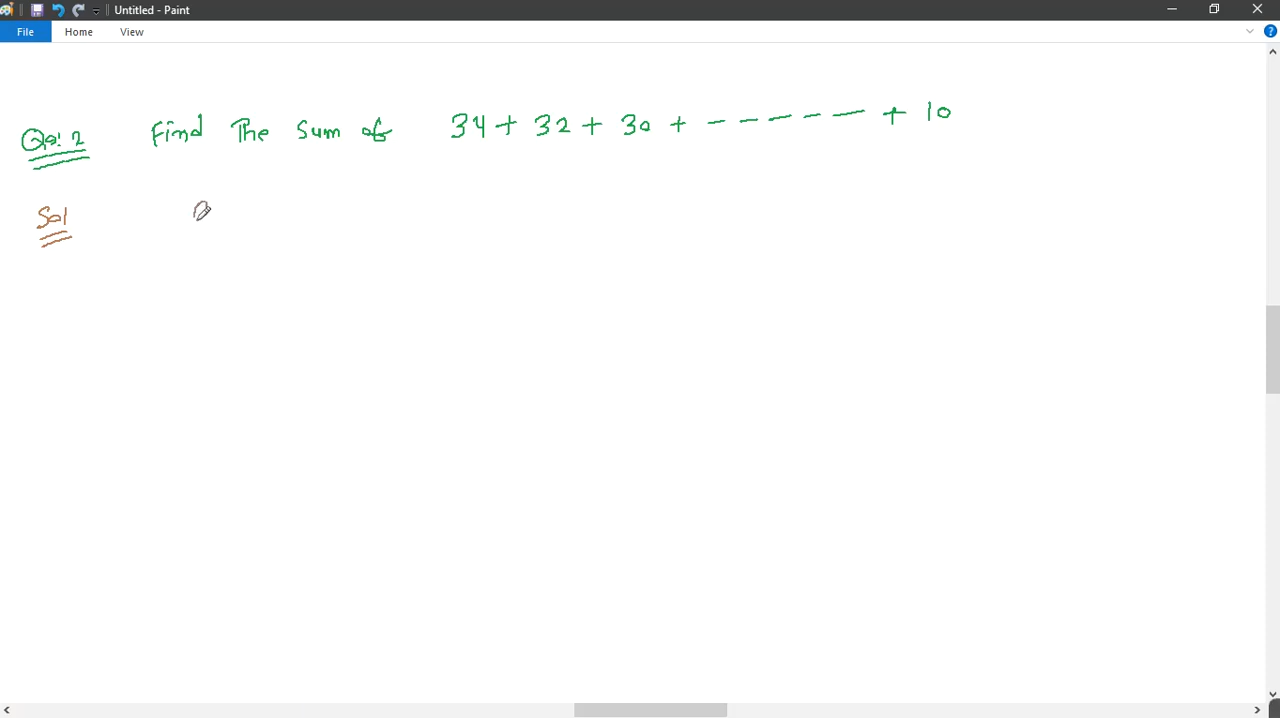 Untitled - Paint
File Home View
Qs: 2 Find The Sum of 34 + 32 + 30 + ------ + 10
Sol